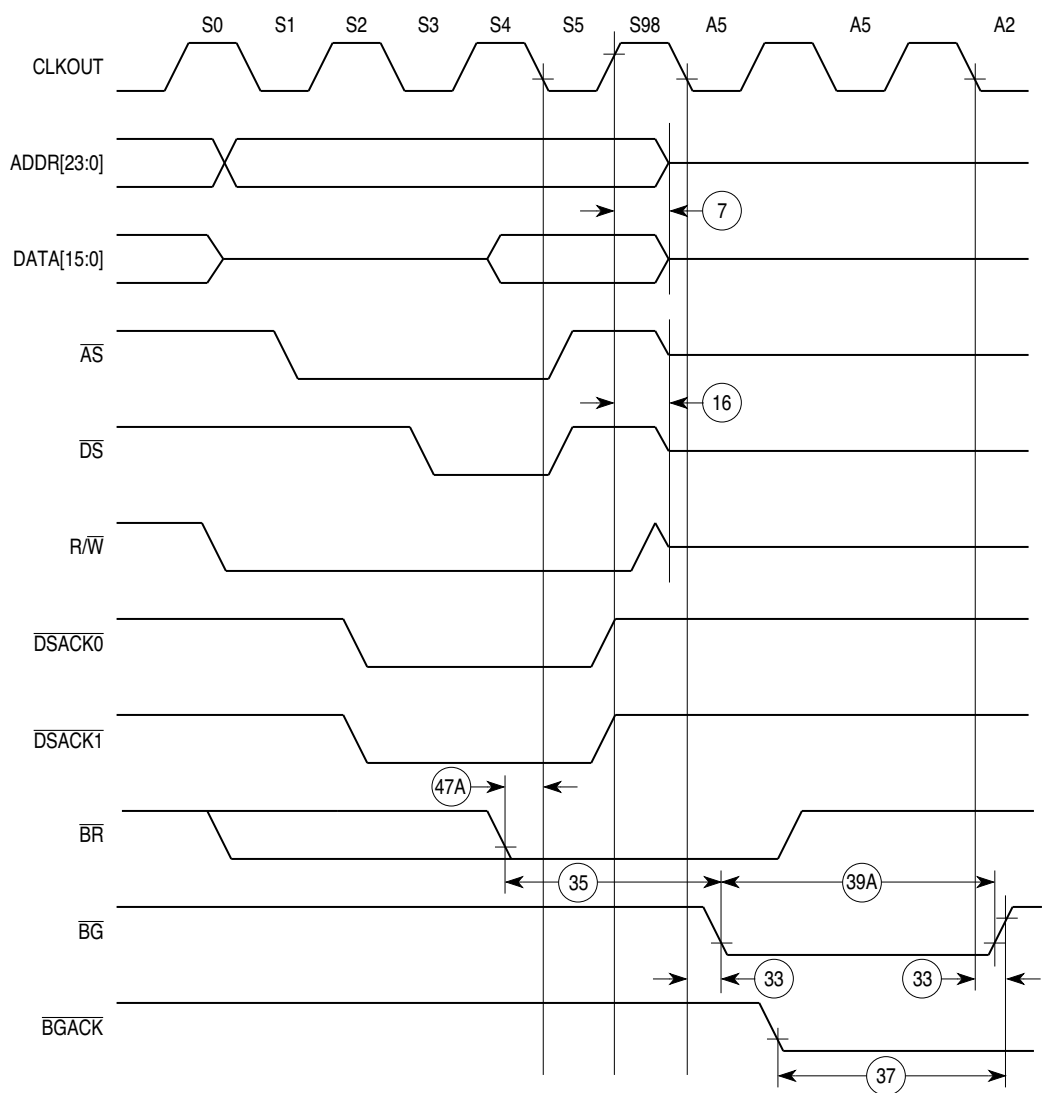 S0 S1 S2 S3 S4 S5 S98 A5 A5 A2
CLKOUT
ADDR[23:0]
7
DATA[15:0]
AS
16
DS
R/W
DSACK0
DSACK1
47A
BR
35 39A
BG
33 33
BGACK
37